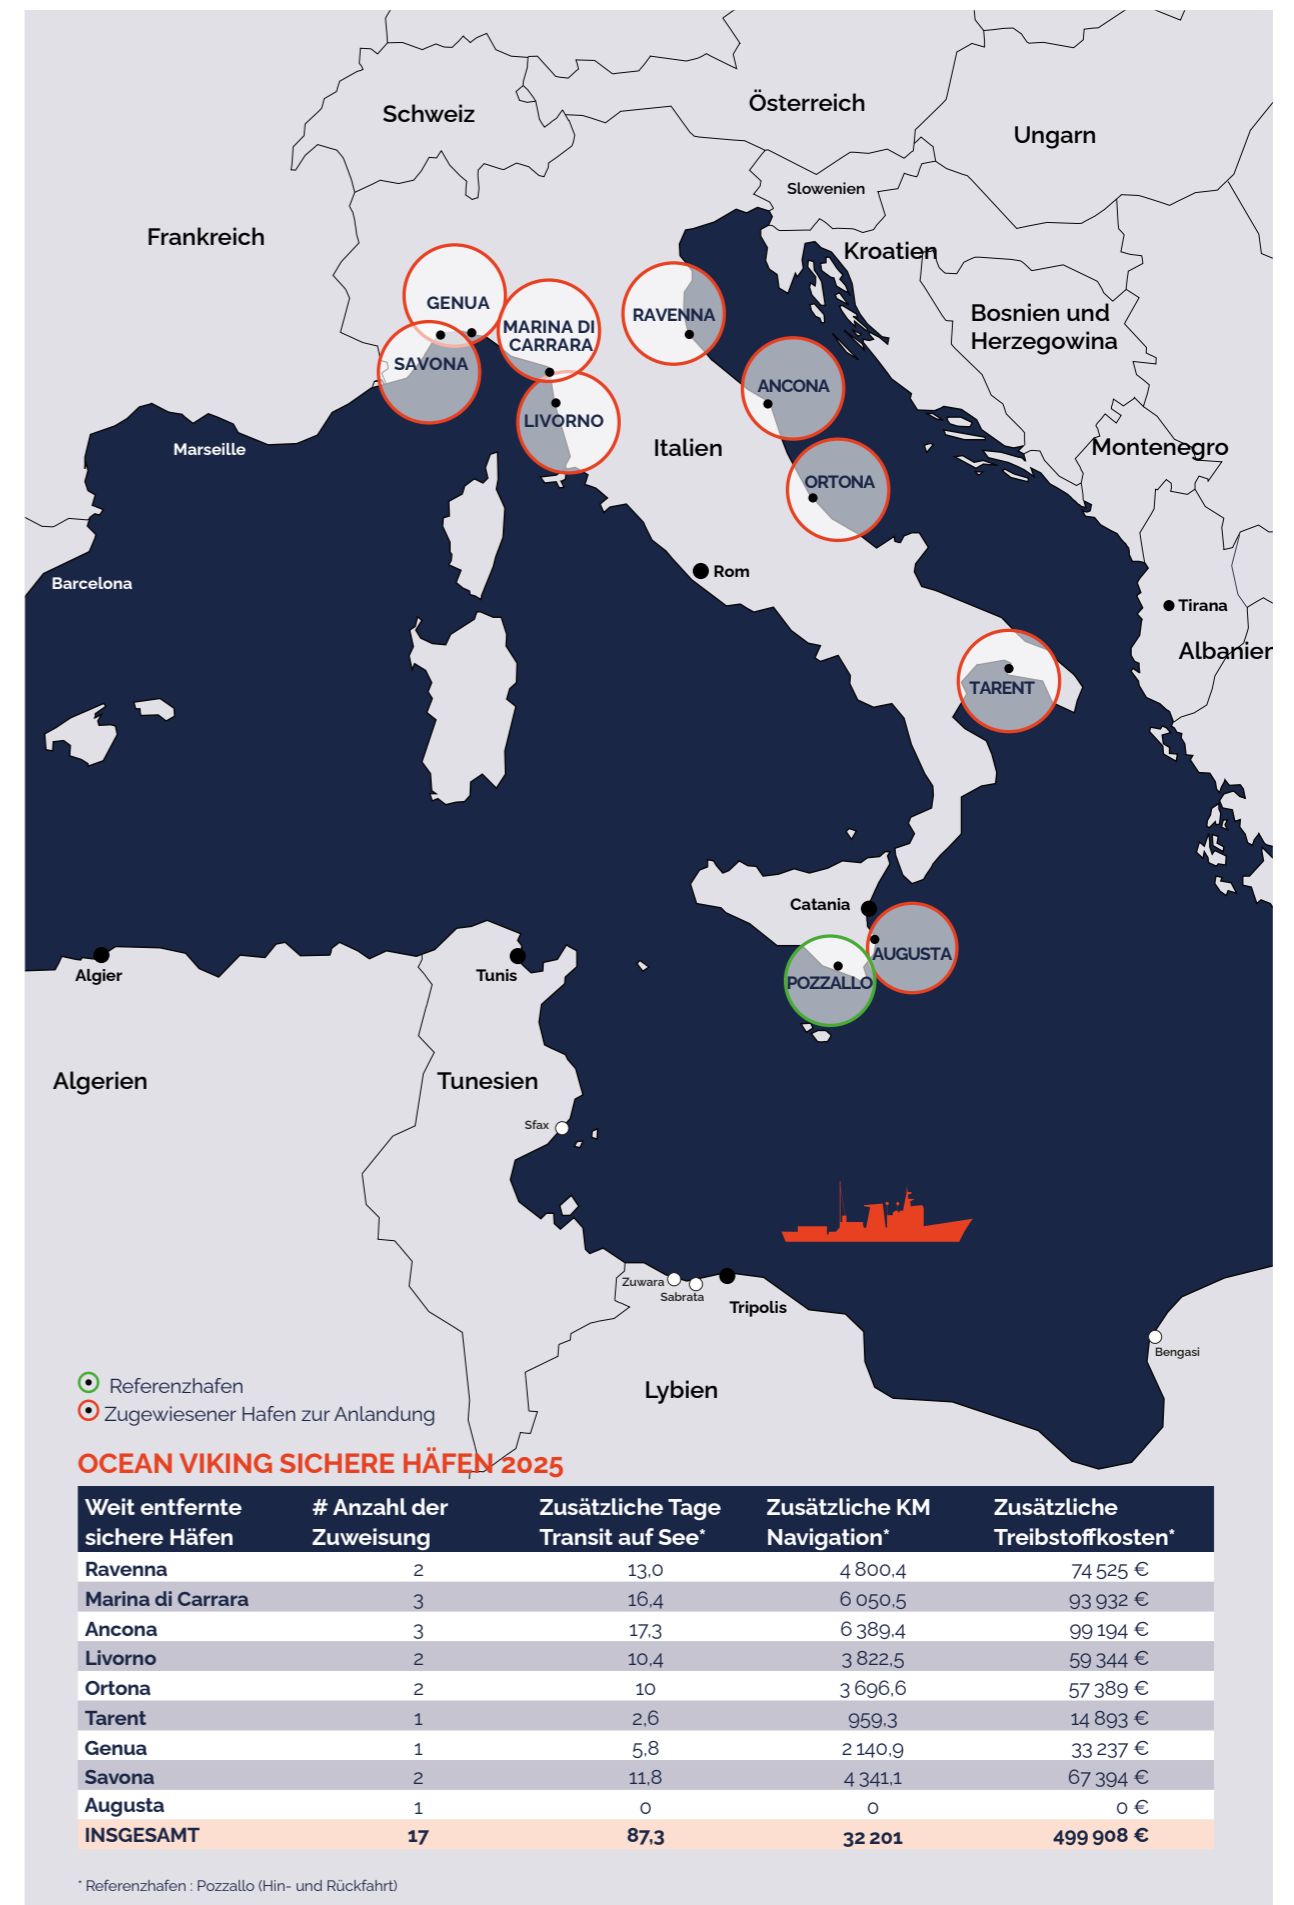 Schweiz
Österreich
Ungarn
Slowenien
Frankreich
Kroatien
GENUA
MARINA DI
CARRARA
RAVENNA
Bosnien und
Herzegowina
SAVONA
ANCONA
LIVORNO
Marseille
Italien
Montenegro
ORTONA
Rom
Barcelona
Tirana
Albanien
TARENT
Catania
AUGUSTA
POZZALLO
Algier
Tunis
Algerien
Tunesien
Sfax
Zuwara
Sabrata
Tripolis
Bengasi
Lybien
Referenzhafen
Zugewiesener Hafen zur Anlandung
OCEAN VIKING SICHERE HÄFEN 2025
Weit entfernte sichere Häfen # Anzahl der Zuweisung Zusätzliche Tage Transit auf See* Zusätzliche KM Navigation* Zusätzliche Treibstoffkosten*
Ravenna 2 13,0 4 800,4 74 525 €
Marina di Carrara 3 16,4 6 050,5 93 932 €
Ancona 3 17,3 6 389,4 99 194 €
Livorno 2 10,4 3 822,5 59 344 €
Ortona 2 10 3 696,6 57 389 €
Tarent 1 2,6 959,3 14 893 €
Genua 1 5,8 2 140,9 33 237 €
Savona 2 11,8 4 341,1 67 394 €
Augusta 1 0 0 0 €
INSGESAMT 17 87,3 32 201 499 908 €
* Referenzhafen : Pozzallo (Hin- und Rückfahrt)